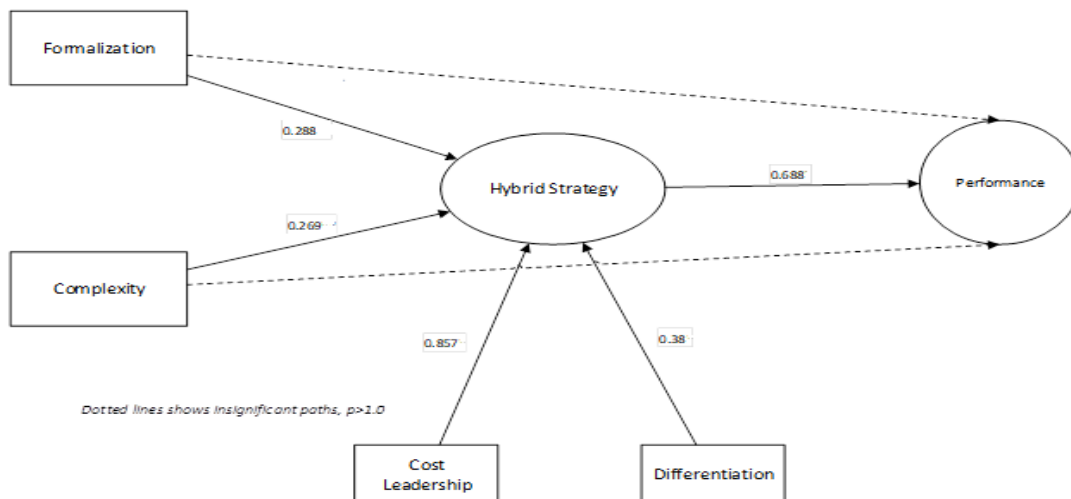 Formalization
0.288
Hybrid Strategy
0.688
Performance
0.269
Complexity
0.857
0.38
Dotted lines shows insignificant paths, p>1.0
Cost
Leadership
Differentiation